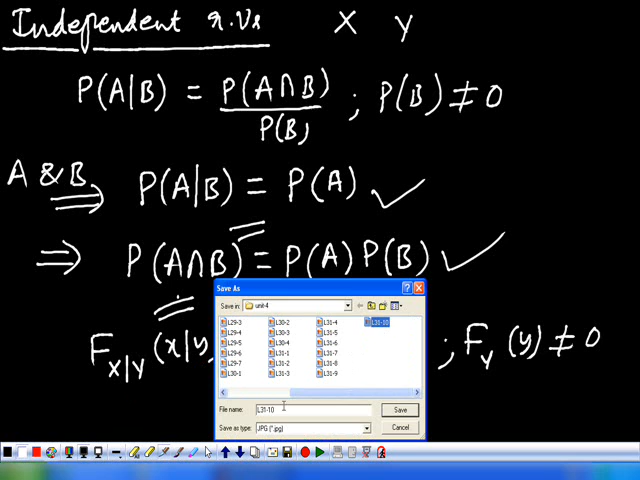 Independent r.Vs X Y
P(A|B) = P(A∩B) / P(B) ; P(B) ≠ 0
A & B ⇒ P(A|B) = P(A) ✓
⇒ P(A∩B) = P(A) P(B) ✓
F X|Y (x|y, ; F Y (y) ≠ 0
Save As
Save in: unit-4
L29-3 L30-2 L31-4 L31-10
L29-4 L30-3 L31-5
L29-5 L30-4 L31-6
L29-6 L31-1 L31-7
L29-7 L31-2 L31-8
L30-1 L31-3 L31-9
File name: L31-10 Save
Save as type: JPG (*.jpg) Cancel